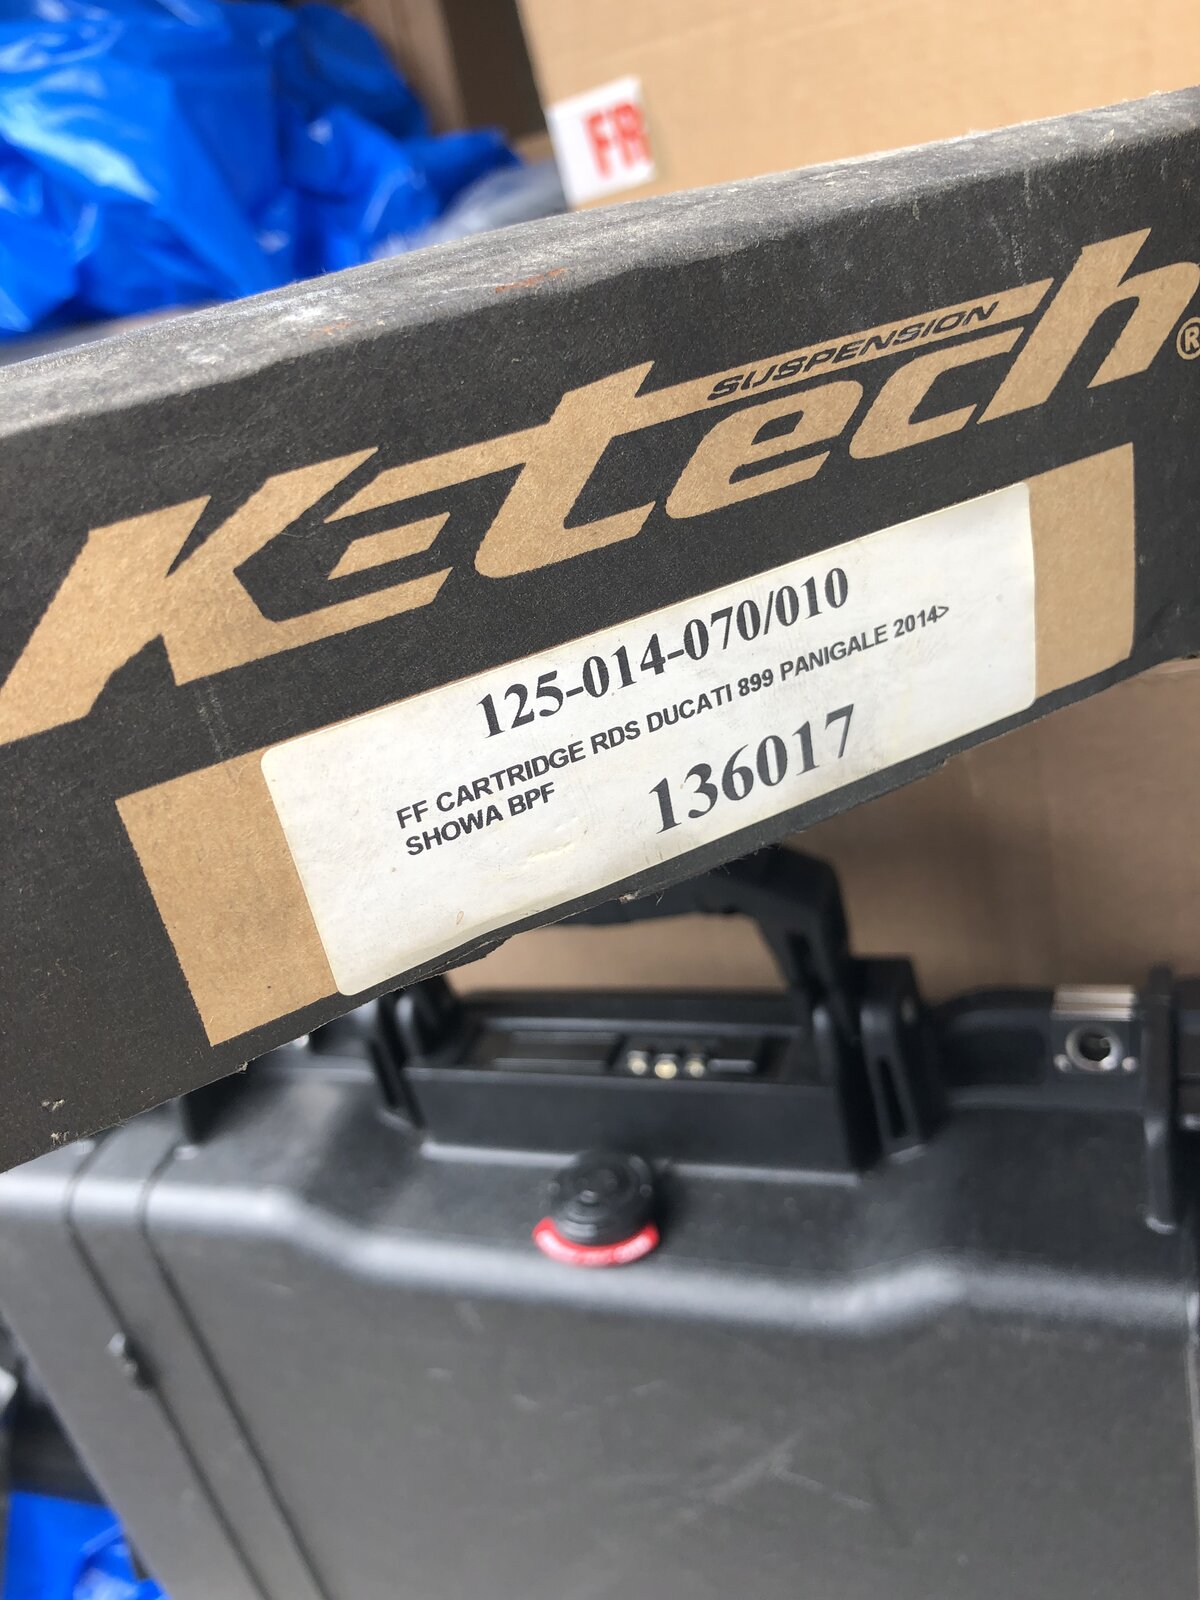 FR
K-tech
SUSPENSION
®
125-014-070/010
FF CARTRIDGE RDS DUCATI 899 PANIGALE 2014>
SHOWA BPF
136017